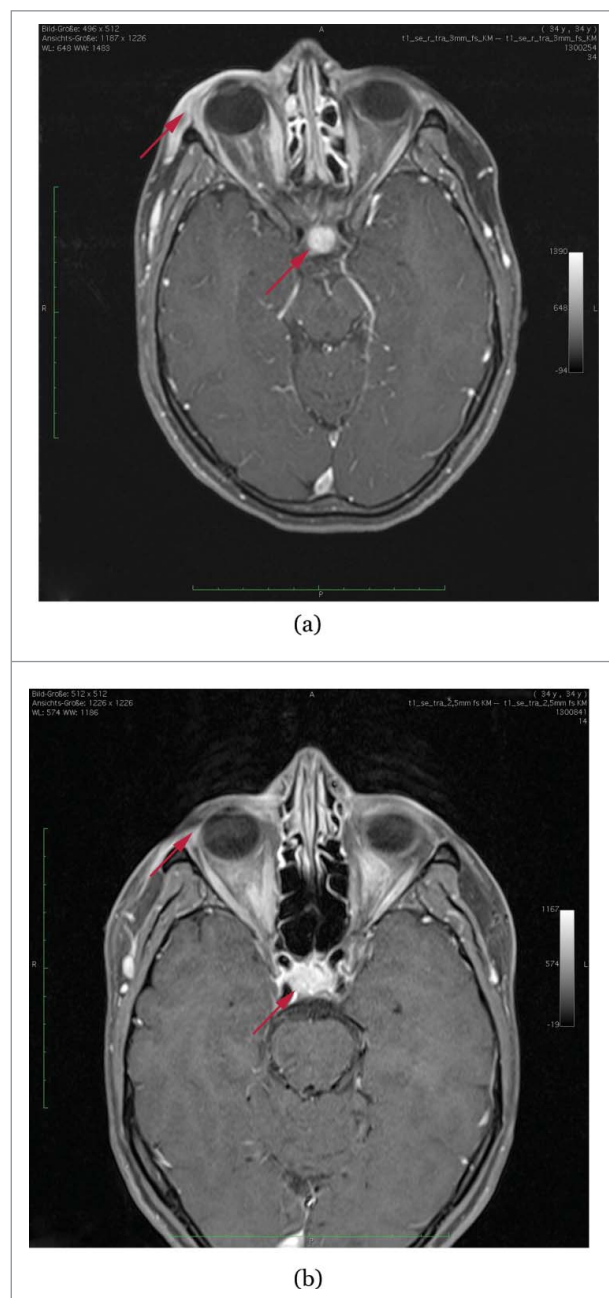 Bild-Größe: 496 x 512
Ansichts-Größe: 1187 x 1226
WL: 648 WW: 1483
A
( 34 y , 34 y )
t1_se_r_tra_3mm_fs_KM — t1_se_r_tra_3mm_fs_KM
1300254
34
R
1390
648
L
-94
P
(a)
Bild-Größe: 512 x 512
Ansichts-Größe: 1226 x 1226
WL: 574 WW: 1186
A
( 34 y , 34 y )
t1_se_tra_2,5mm fs KM — t1_se_tra_2,5mm fs KM
1300841
14
R
1167
574
L
-19
(b)